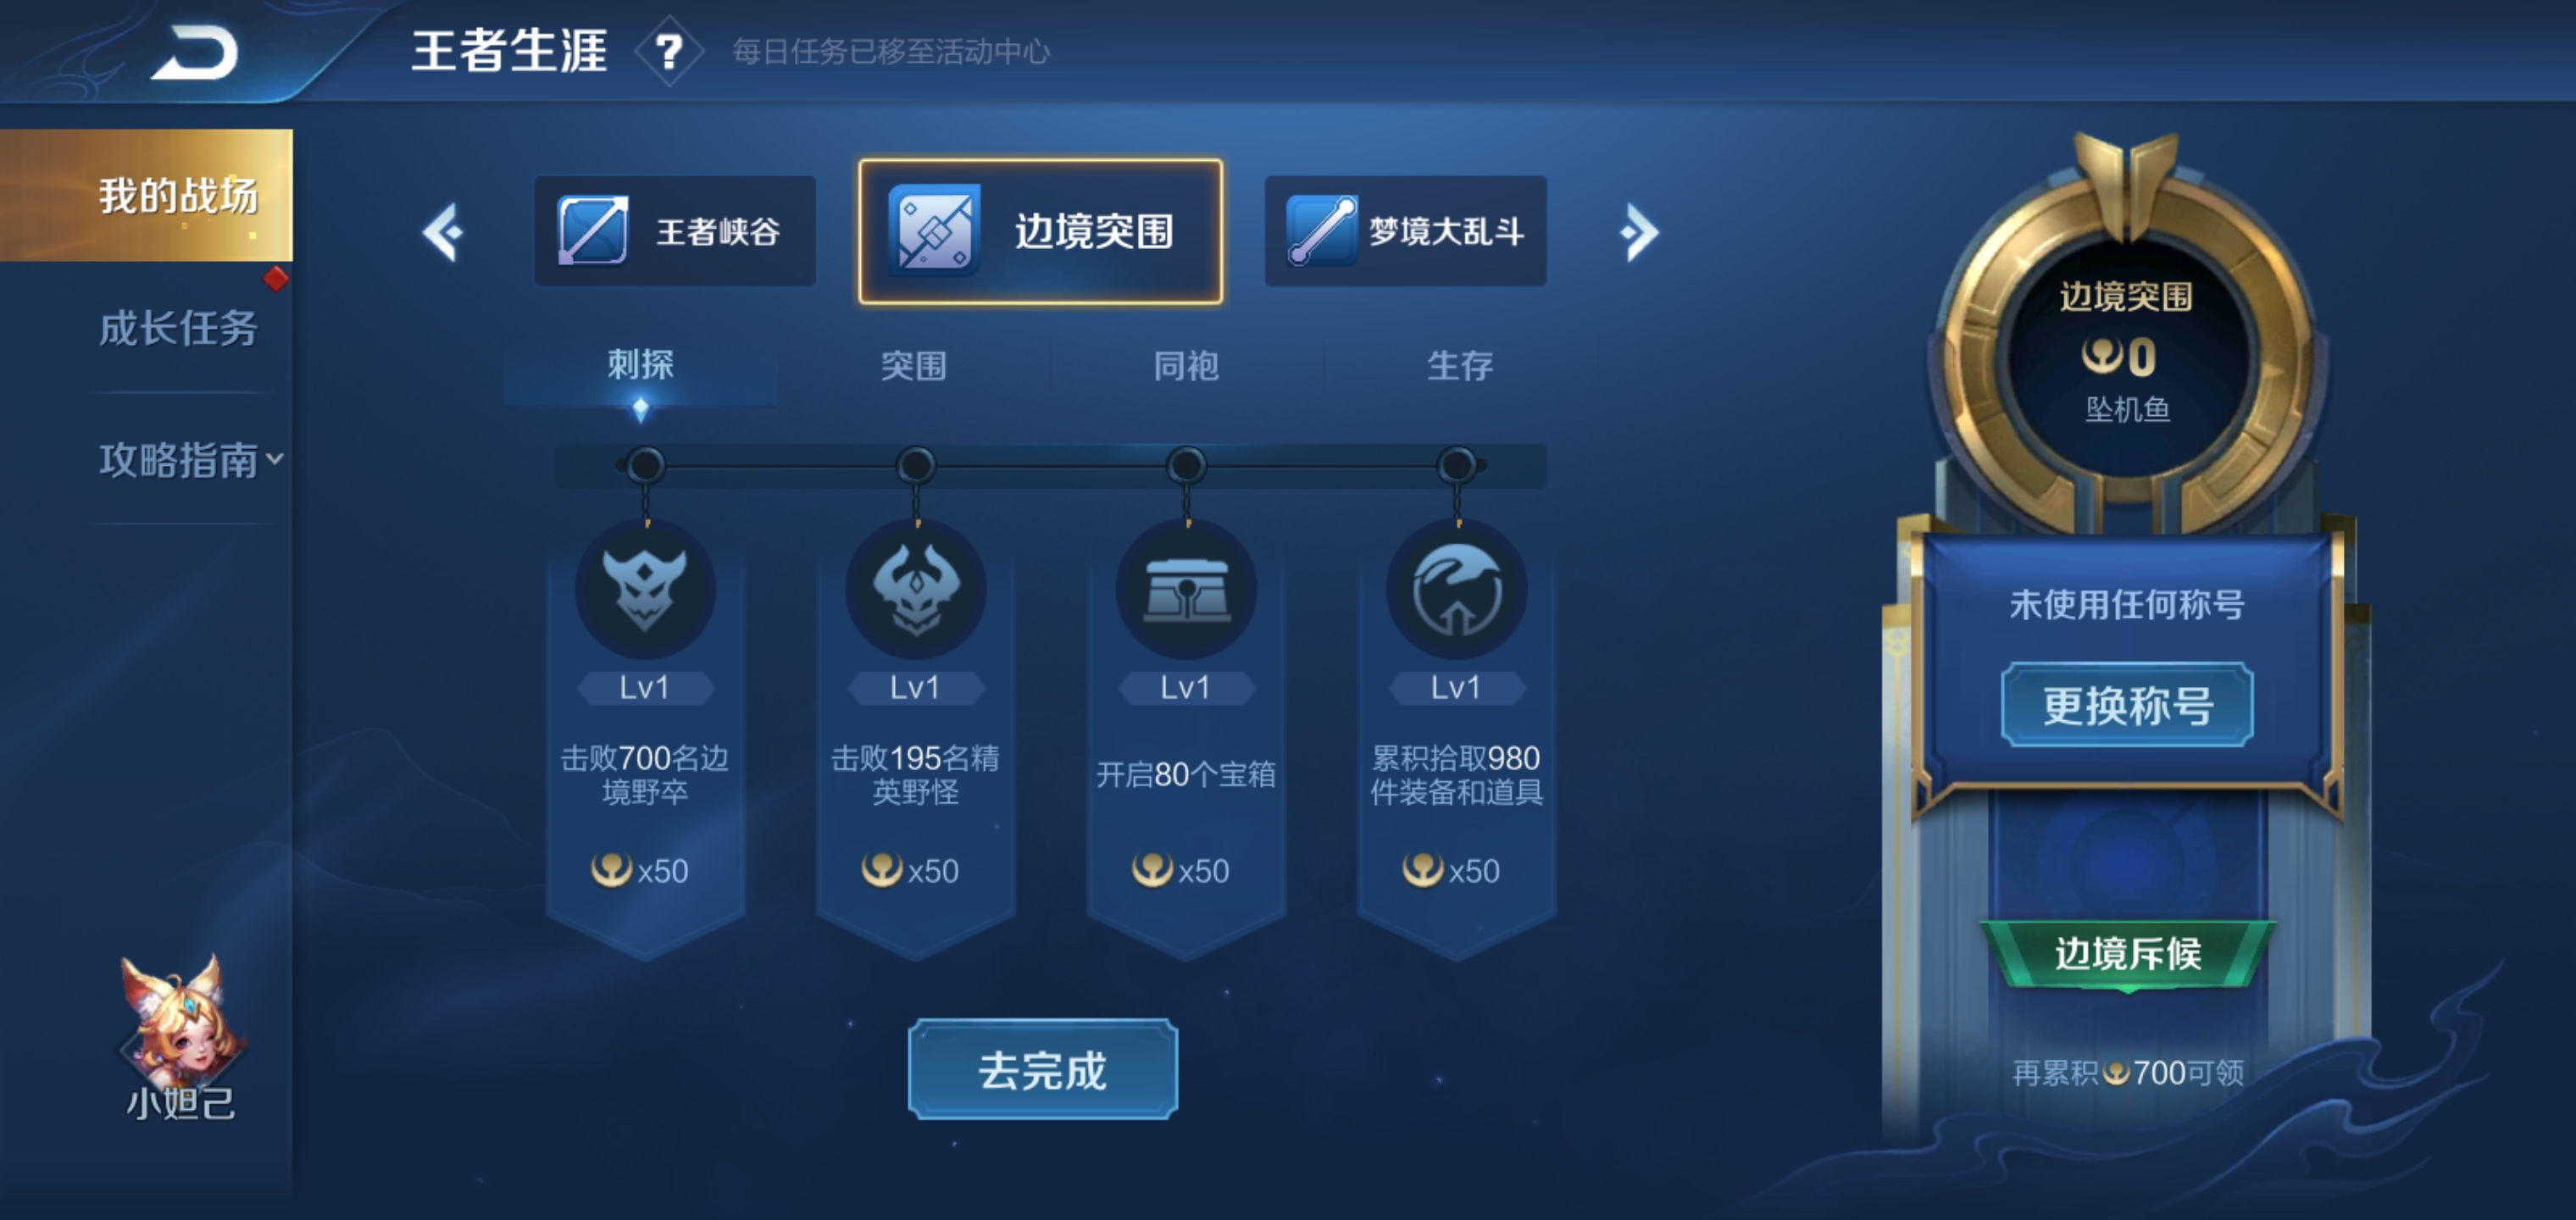 王者生涯
?
每日任务已移至活动中心
我的战场
成长任务
攻略指南
小妲己
王者峡谷
边境突围
梦境大乱斗
刺探
突围
同袍
生存
Lv1
击败700名边
境野卒
x50
Lv1
击败195名精
英野怪
x50
Lv1
开启80个宝箱
x50
Lv1
累积拾取980
件装备和道具
x50
去完成
边境突围
0
坠机鱼
未使用任何称号
更换称号
边境斥候
再累积700可领